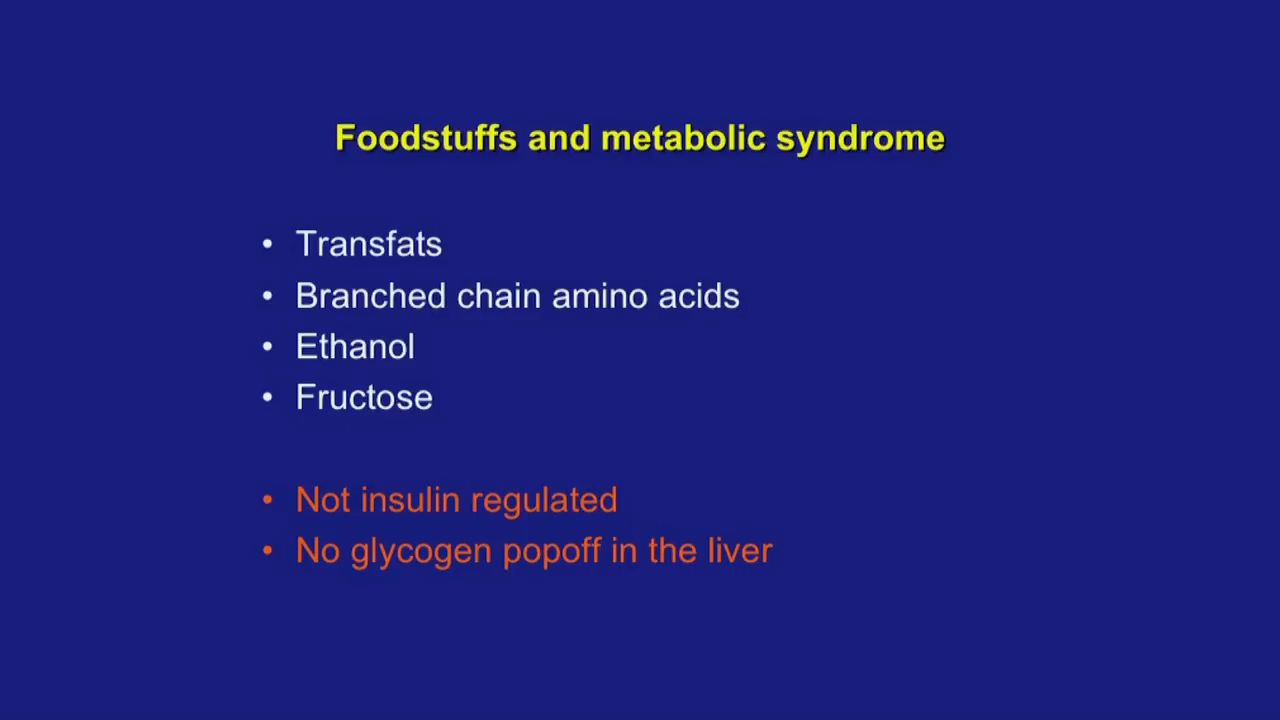 Foodstuffs and metabolic syndrome
• Transfats
• Branched chain amino acids
• Ethanol
• Fructose
• Not insulin regulated
• No glycogen popoff in the liver